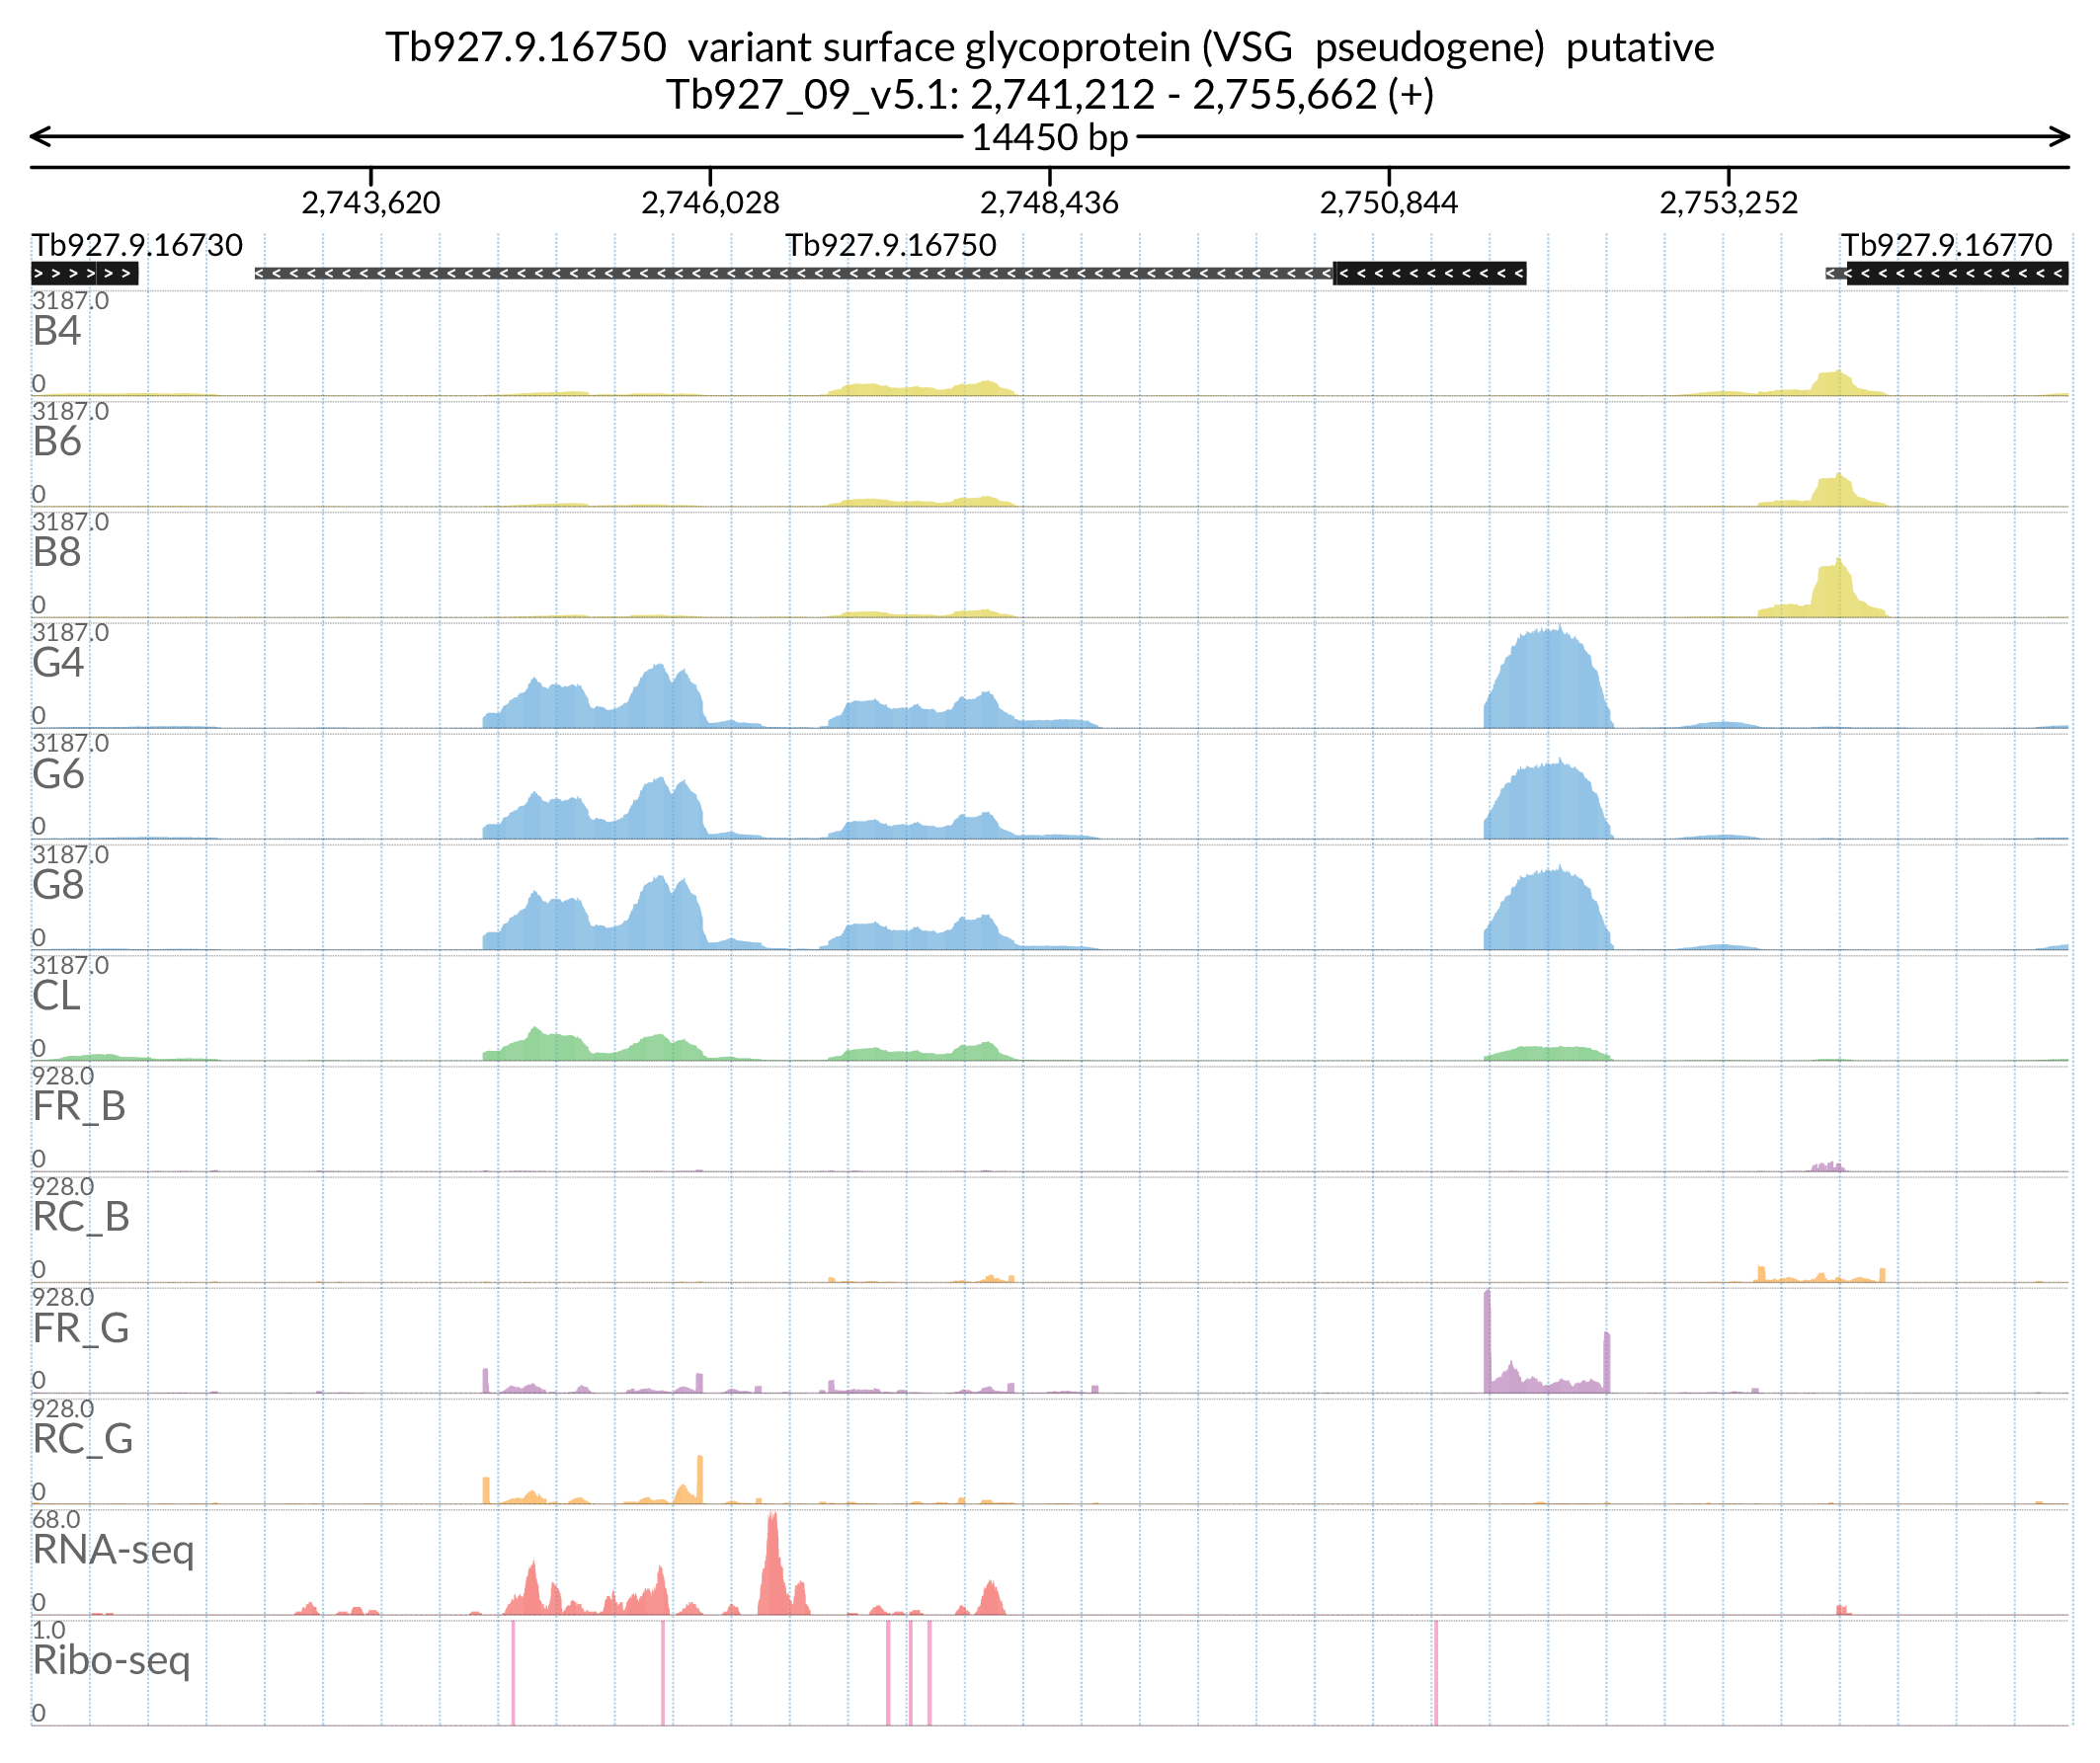 Tb927.9.16750  variant surface glycoprotein (VSG  pseudogene)  putative
Tb927_09_v5.1: 2,741,212 - 2,755,662 (+)
14450 bp
2,743,620 2,746,028 2,748,436 2,750,844 2,753,252
Tb927.9.16730 Tb927.9.16750 Tb927.9.16770
3187.0
B4
0
3187.0
B6
0
3187.0
B8
0
3187.0
G4
0
3187.0
G6
0
3187.0
G8
0
3187.0
CL
0
928.0
FR_B
0
928.0
RC_B
0
928.0
FR_G
0
928.0
RC_G
0
68.0
RNA-seq
0
1.0
Ribo-seq
0